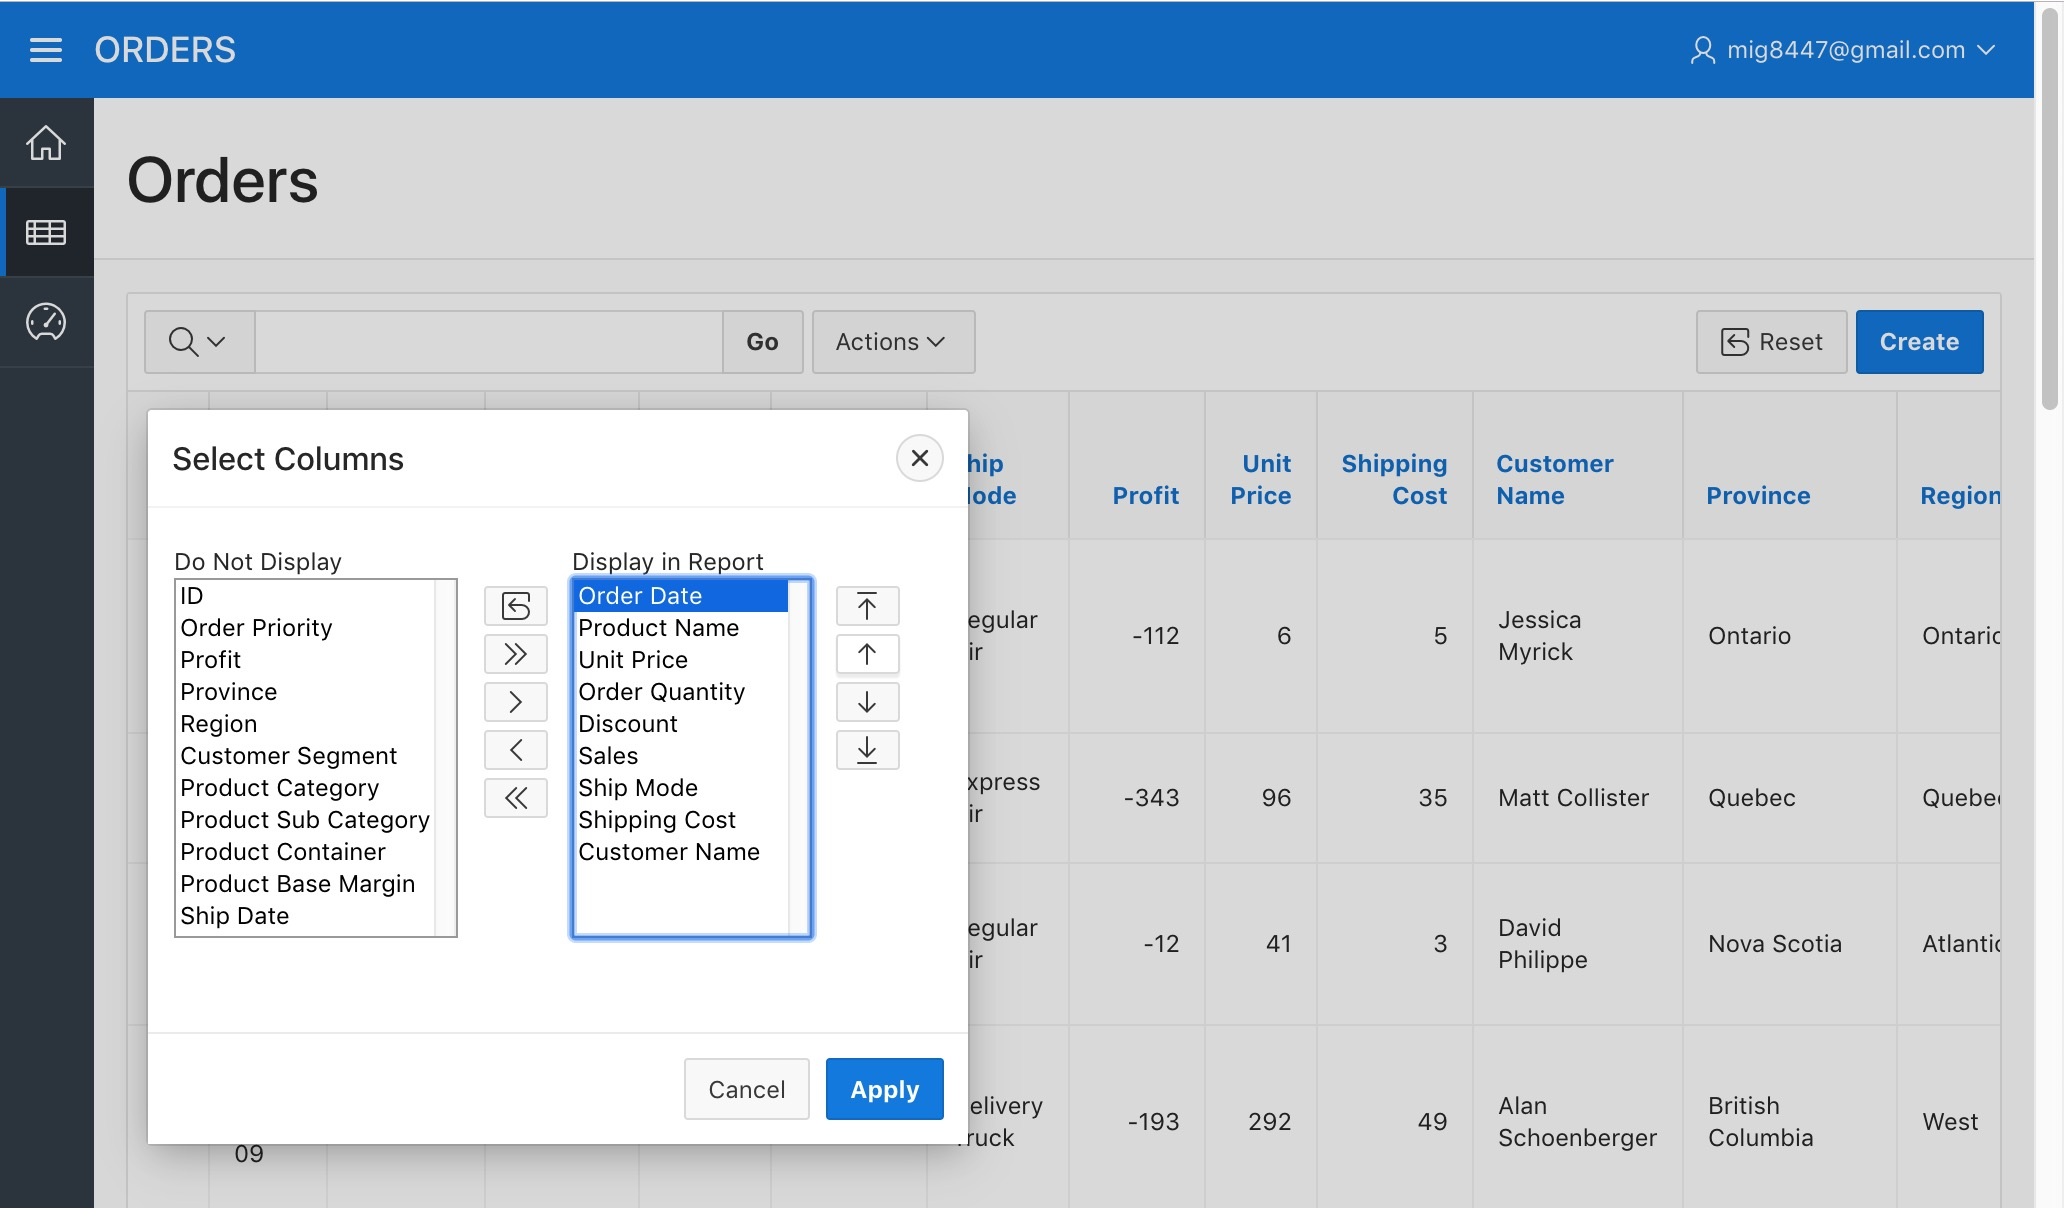 ORDERS
mig8447@gmail.com
Orders
Go
Actions
Reset
Create
Select Columns
Do Not Display
ID
Order Priority
Profit
Province
Region
Customer Segment
Product Category
Product Sub Category
Product Container
Product Base Margin
Ship Date
Display in Report
Order Date
Product Name
Unit Price
Order Quantity
Discount
Sales
Ship Mode
Shipping Cost
Customer Name
Cancel
Apply
Profit
Unit
Price
Shipping
Cost
Customer
Name
Province
Region
egular
ir
-112
6
5
Jessica
Myrick
Ontario
Ontario
xpress
ir
-343
96
35
Matt Collister
Quebec
Quebec
egular
ir
-12
41
3
David
Philippe
Nova Scotia
Atlantic
elivery
ruck
-193
292
49
Alan
Schoenberger
British
Columbia
West
09